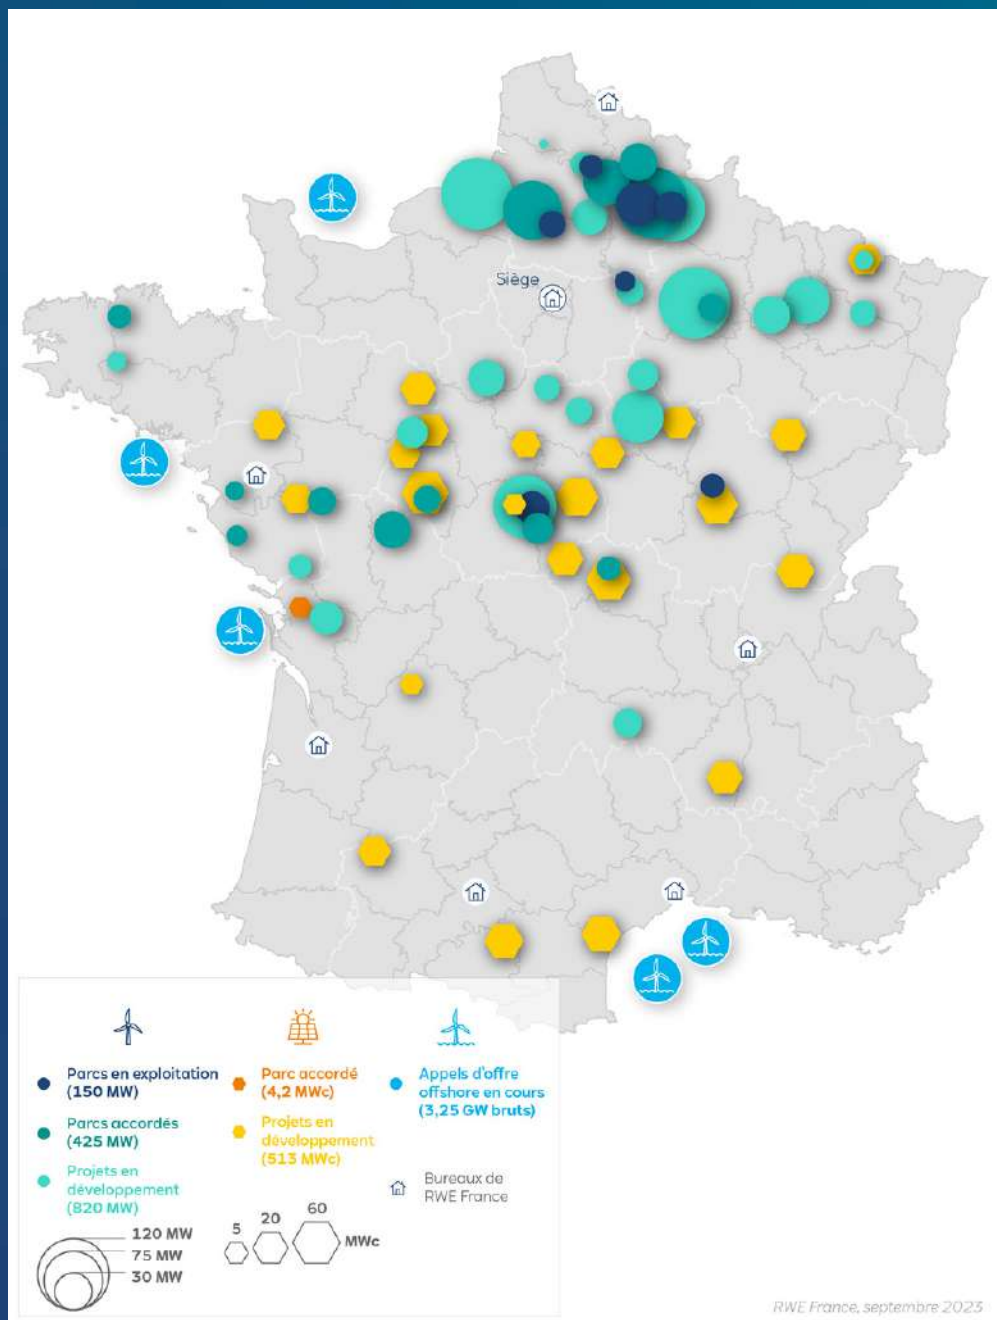 Siège
Parcs en exploitation
(150 MW)
Parcs accordés
(425 MW)
Projets en
développement
(820 MW)
120 MW
75 MW
30 MW
Parc accordé
(4,2 MWc)
Projets en
développement
(513 MWc)
5
20
60
MWc
Appels d'offre
offshore en cours
(3,25 GW bruts)
Bureaux de
RWE France
RWE France, septembre 2023